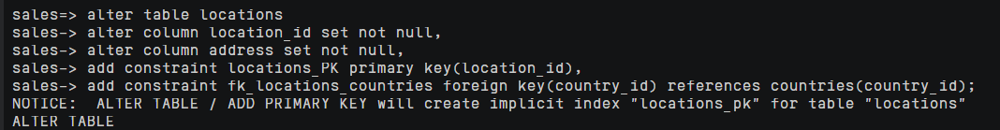 sales=> alter table locations
sales-> alter column location_id set not null,
sales-> alter column address set not null,
sales-> add constraint locations_PK primary key(location_id),
sales-> add constraint fk_locations_countries foreign key(country_id) references countries(country_id);
NOTICE:  ALTER TABLE / ADD PRIMARY KEY will create implicit index "locations_pk" for table "locations"
ALTER TABLE